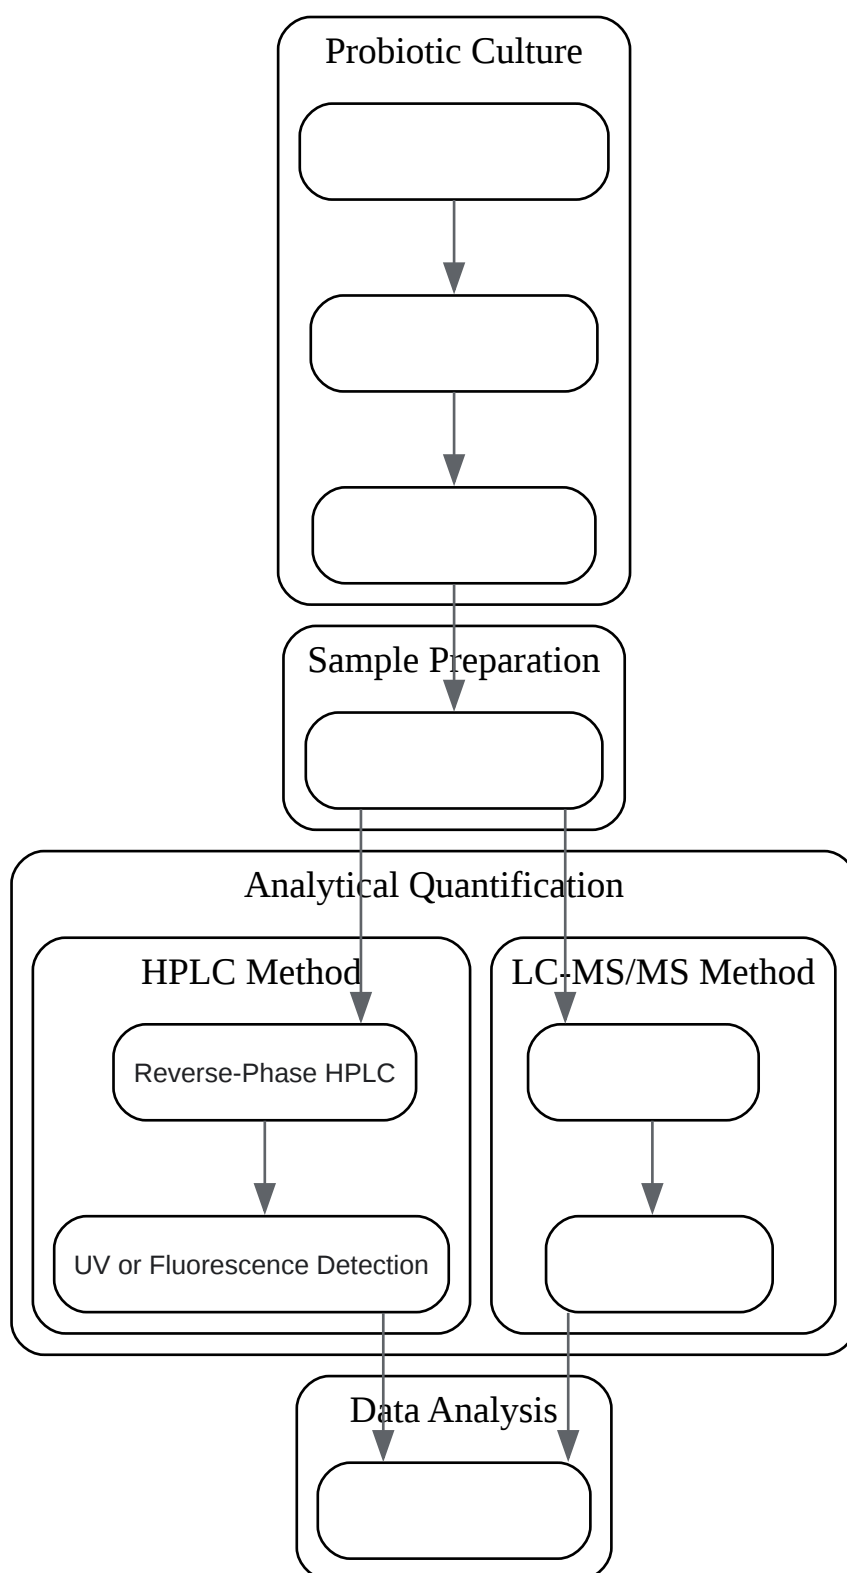 Probiotic Culture
Sample Preparation
Analytical Quantification
HPLC Method
LC-MS/MS Method
Reverse-Phase HPLC
UV or Fluorescence Detection
Data Analysis